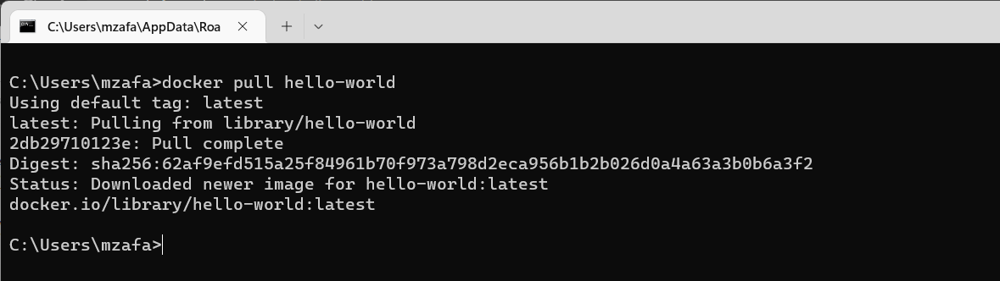 C:\Users\mzafa\AppData\Roa
C:\Users\mzafa>docker pull hello-world
Using default tag: latest
latest: Pulling from library/hello-world
2db29710123e: Pull complete
Digest: sha256:62af9efd515a25f84961b70f973a798d2eca956b1b2b026d0a4a63a3b0b6a3f2
Status: Downloaded newer image for hello-world:latest
docker.io/library/hello-world:latest
C:\Users\mzafa>